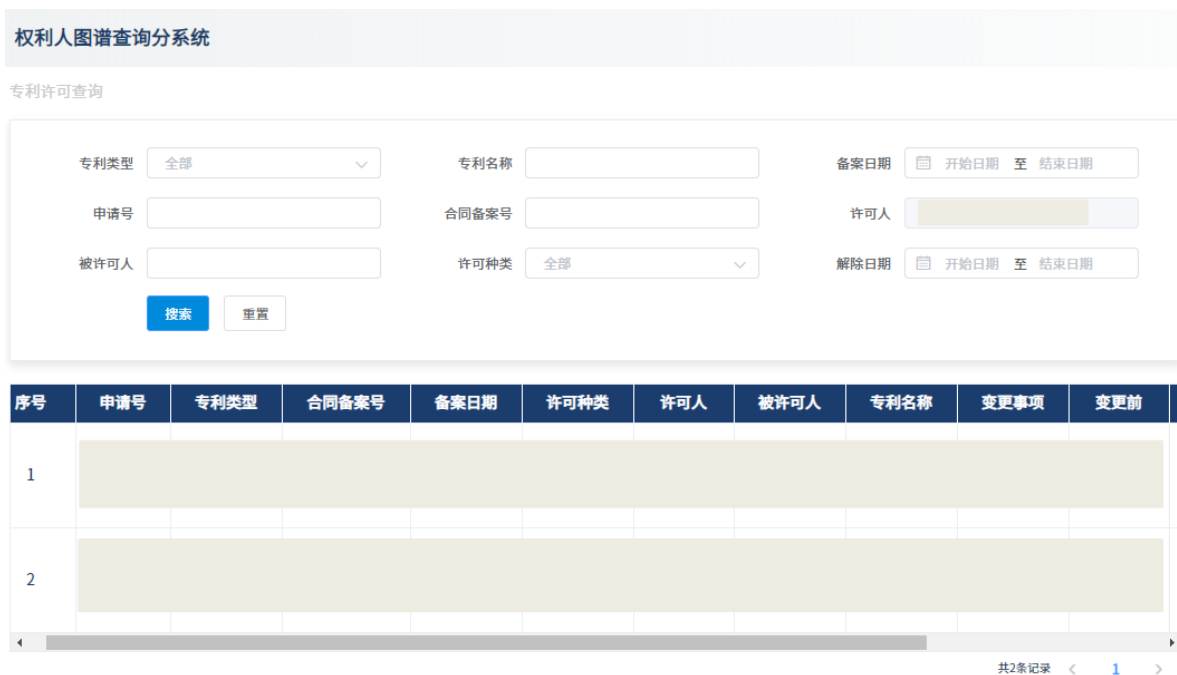 权利人图谱查询分系统
专利许可查询
专利类型 全部 专利名称 备案日期 开始日期 至 结束日期
申请号 合同备案号 许可人
被许可人 许可种类 全部 解除日期 开始日期 至 结束日期
搜索 重置
序号 申请号 专利类型 合同备案号 备案日期 许可种类 许可人 被许可人 专利名称 变更事项 变更前
1
2
共2条记录 < 1 >